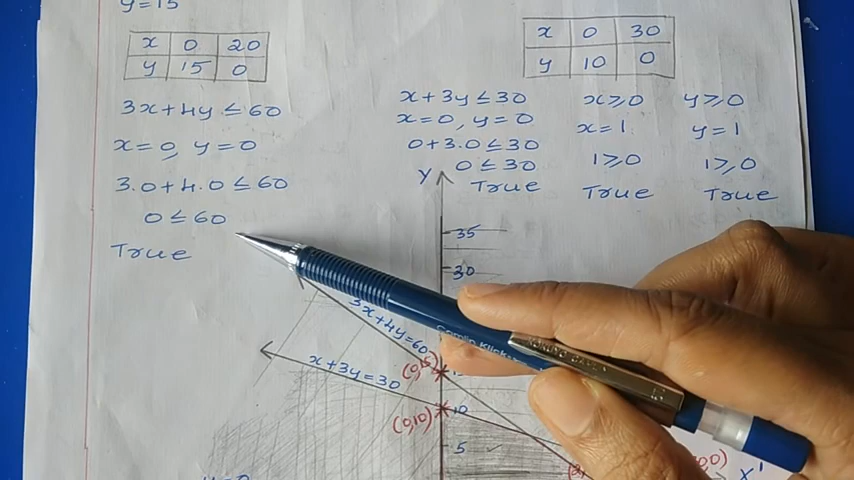 y=15
x 0 20
y 15 0
3x+4y≤60
x=0, y=0
3.0+4.0≤60
0≤60
True
x 0 30
y 10 0
x+3y≤30
x=0, y=0
0+3.0≤30
0≤30
True
x≥0
x=1
1≥0
True
y≥0
y=1
1≥0
True
Y
35
30
3x+4y=60
x+3y=30
(0,10)
10
5
X'